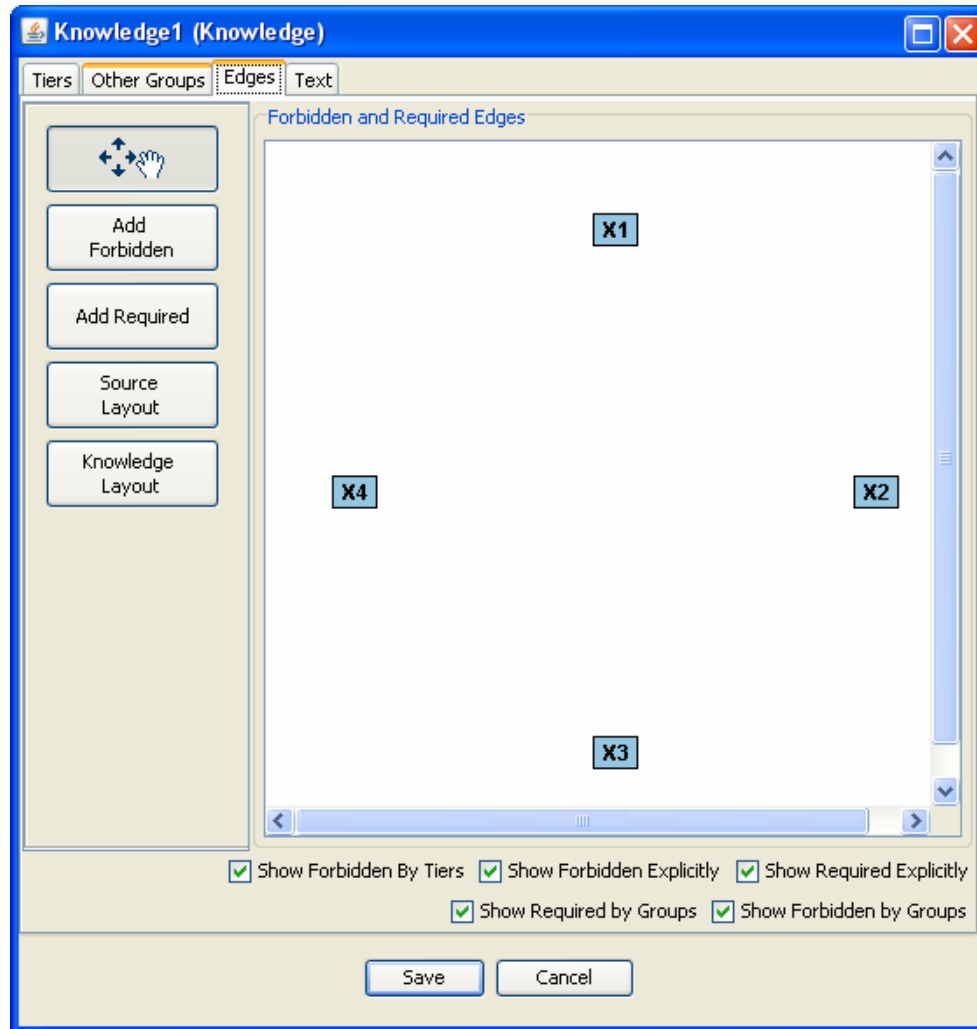 Knowledge1 (Knowledge)
Tiers Other Groups Edges Text
Forbidden and Required Edges
Add
Forbidden
Add Required
Source
Layout
Knowledge
Layout
X1
X4
X2
X3
Show Forbidden By Tiers Show Forbidden Explicitly Show Required Explicitly
Show Required by Groups Show Forbidden by Groups
Save Cancel